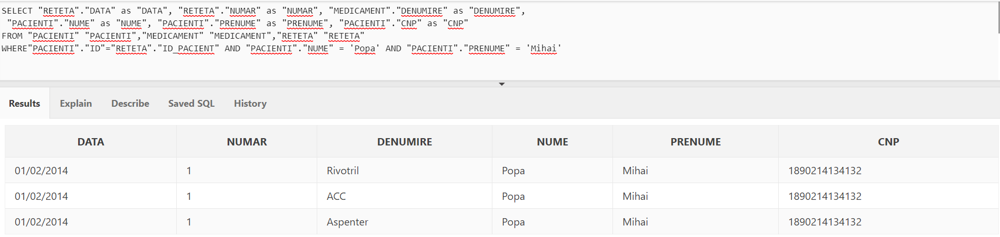 SELECT "RETETA"."DATA" as "DATA", "RETETA"."NUMAR" as "NUMAR", "MEDICAMENT"."DENUMIRE" as "DENUMIRE",
"PACIENTI"."NUME" as "NUME", "PACIENTI"."PRENUME" as "PRENUME", "PACIENTI"."CNP" as "CNP"
FROM "PACIENTI" "PACIENTI","MEDICAMENT" "MEDICAMENT","RETETA" "RETETA"
WHERE"PACIENTI"."ID"="RETETA"."ID_PACIENT" AND "PACIENTI"."NUME" = 'Popa' AND "PACIENTI"."PRENUME" = 'Mihai'
Results Explain Describe Saved SQL History
DATA NUMAR DENUMIRE NUME PRENUME CNP
01/02/2014 1 Rivotril Popa Mihai 1890214134132
01/02/2014 1 ACC Popa Mihai 1890214134132
01/02/2014 1 Aspenter Popa Mihai 1890214134132